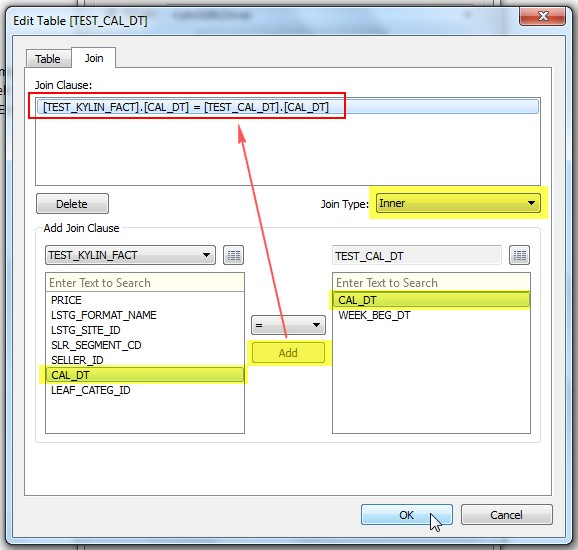 Edit Table [TEST_CAL_DT]
Table
Join
Join Clause:
[TEST_KYLIN_FACT].[CAL_DT] = [TEST_CAL_DT].[CAL_DT]
Delete
Join Type:
Inner
Add Join Clause
TEST_KYLIN_FACT
TEST_CAL_DT
Enter Text to Search
Enter Text to Search
PRICE
LSTG_FORMAT_NAME
LSTG_SITE_ID
SLR_SEGMENT_CD
SELLER_ID
CAL_DT
LEAF_CATEG_ID
=
Add
CAL_DT
WEEK_BEG_DT
OK
Cancel